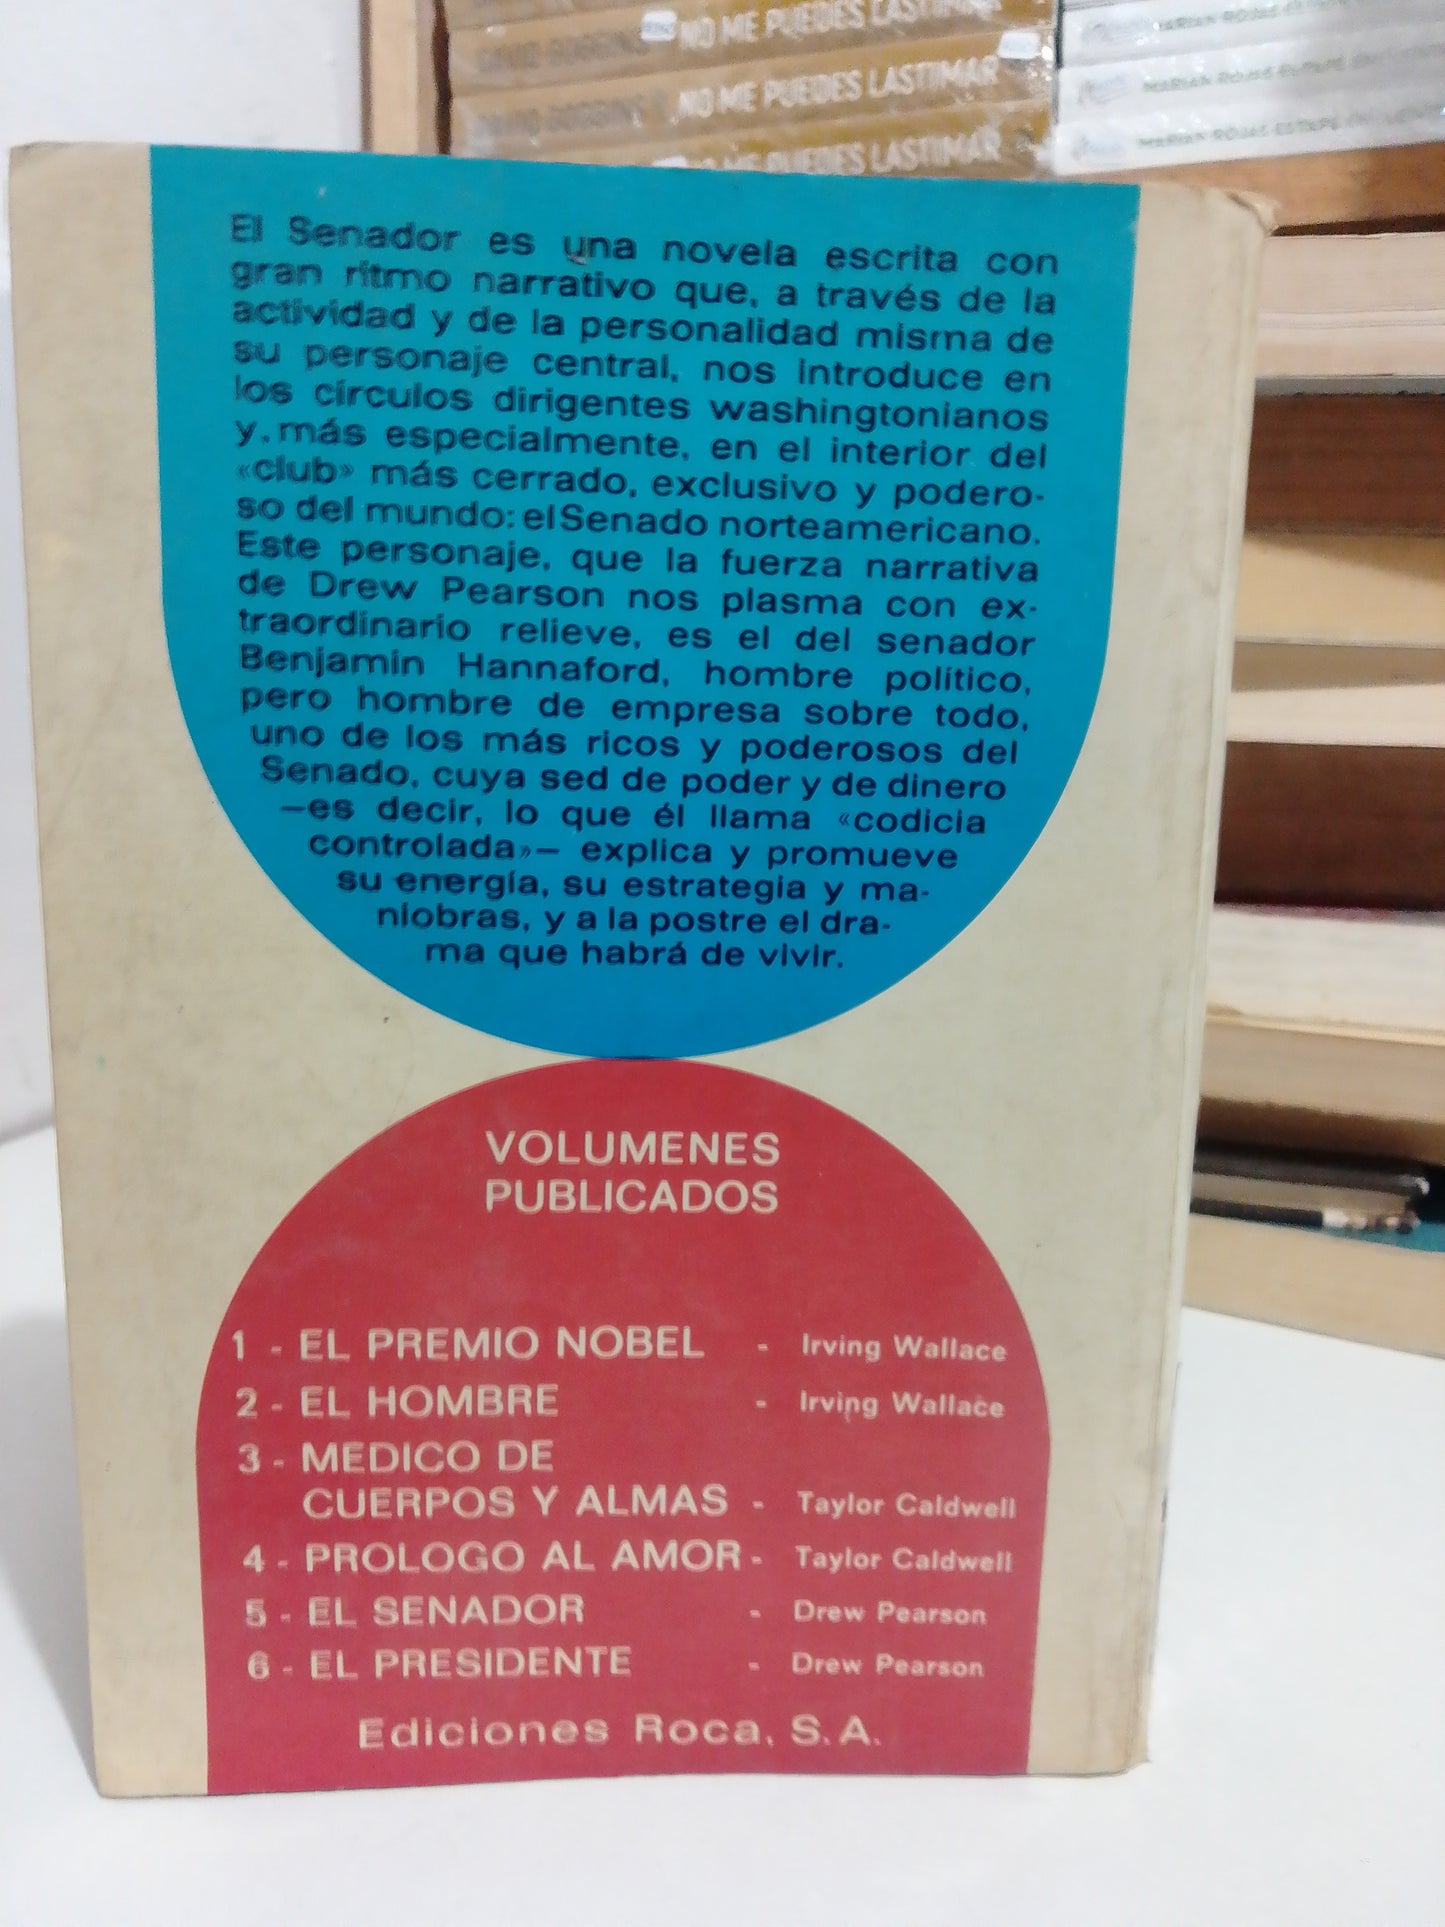 NO ME PUEDES LASTIMAR
NO ME PUEDES LASTIMAR
NO ME PUEDES LASTIMAR
El Senador es una novela escrita con
gran ritmo narrativo que, a través de la
actividad y de la personalidad misma de
su personaje central, nos introduce en
los círculos dirigentes washingtonianos
y, más especialmente, en el interior del
«club» más cerrado, exclusivo y podero-
so del mundo: el Senado norteamericano.
Este personaje, que la fuerza narrativa
de Drew Pearson nos plasma con ex-
traordinario relieve, es el del senador
Benjamín Hannaford, hombre político,
pero hombre de empresa sobre todo,
uno de los más ricos y poderosos del
Senado, cuya sed de poder y de dinero
—es decir, lo que él llama «codicia
controlada»— explica y promueve
su energía, su estrategia y ma-
niobras, y a la postre el dra-
ma que habrá de vivir.
VOLUMENES
PUBLICADOS
1 - EL PREMIO NOBEL - Irving Wallace
2 - EL HOMBRE - Irving Wallace
3 - MEDICO DE
CUERPOS Y ALMAS - Taylor Caldwell
4 - PROLOGO AL AMOR - Taylor Caldwell
5 - EL SENADOR - Drew Pearson
6 - EL PRESIDENTE - Drew Pearson
Ediciones Roca, S.A.